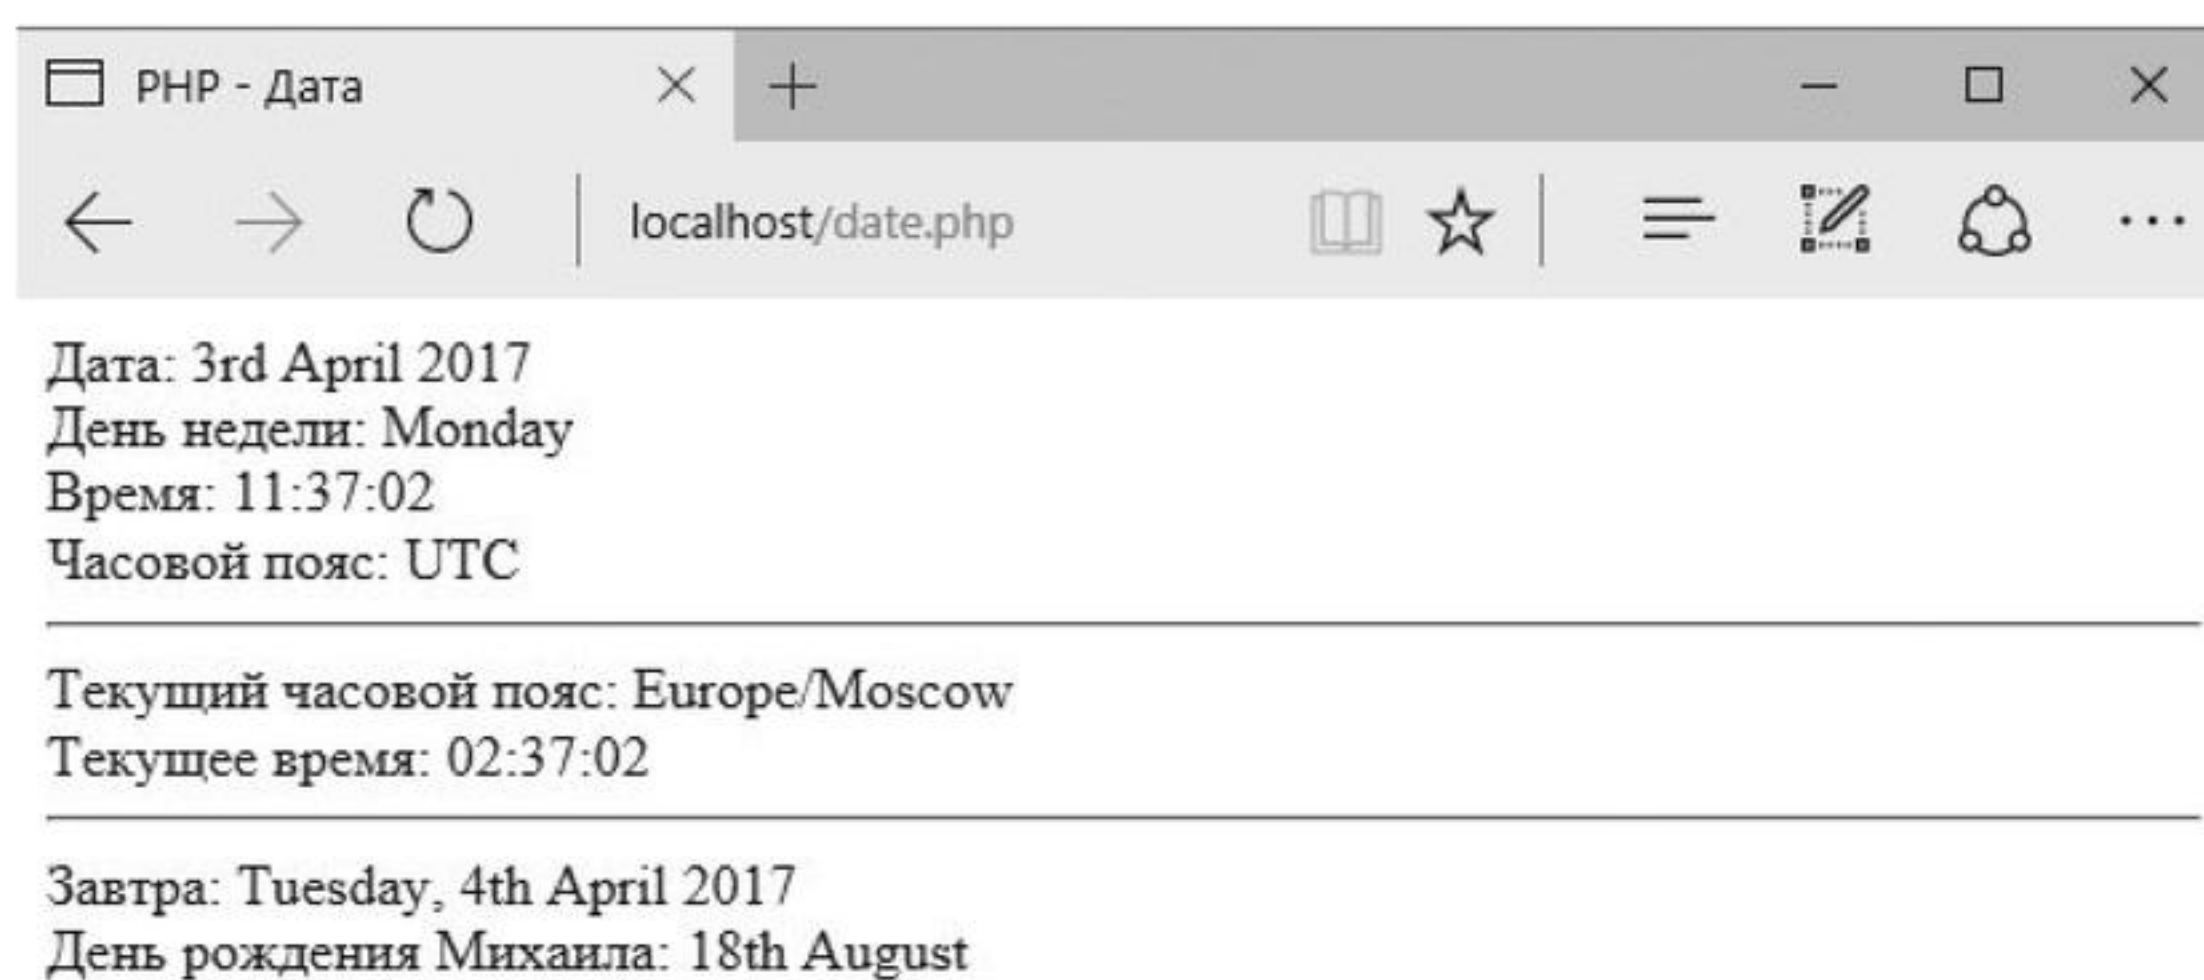 PHP - Дата
localhost/date.php
Дата: 3rd April 2017
День недели: Monday
Время: 11:37:02
Часовой пояс: UTC
Текущий часовой пояс: Europe/Moscow
Текущее время: 02:37:02
Завтра: Tuesday, 4th April 2017
День рождения Михаила: 18th August